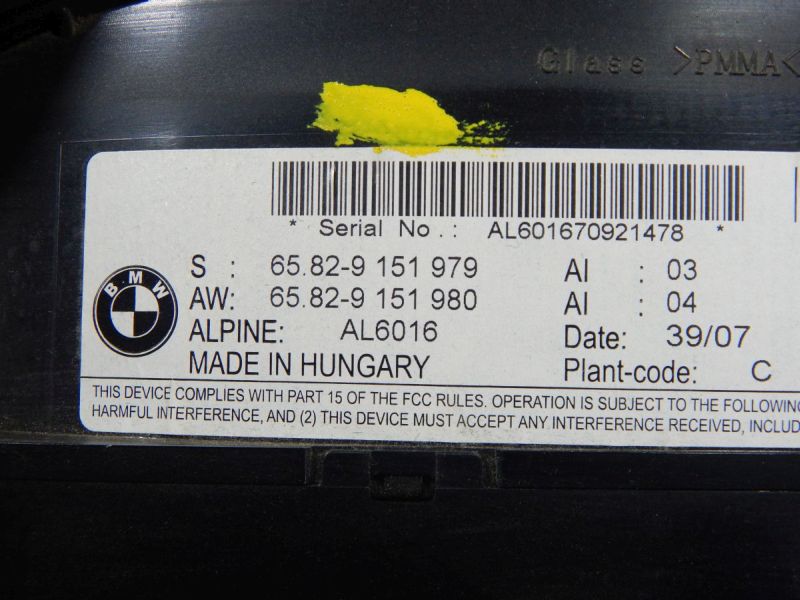 Glass >PMMA<
* Serial No.: AL601670921478 *
S : 65.82-9 151 979 AI : 03
AW: 65.82-9 151 980 AI : 04
BMW
ALPINE: AL6016 Date: 39/07
MADE IN HUNGARY Plant-code: C
THIS DEVICE COMPLIES WITH PART 15 OF THE FCC RULES. OPERATION IS SUBJECT TO THE FOLLOWING
HARMFUL INTERFERENCE, AND (2) THIS DEVICE MUST ACCEPT ANY INTERFERENCE RECEIVED, INCLUD